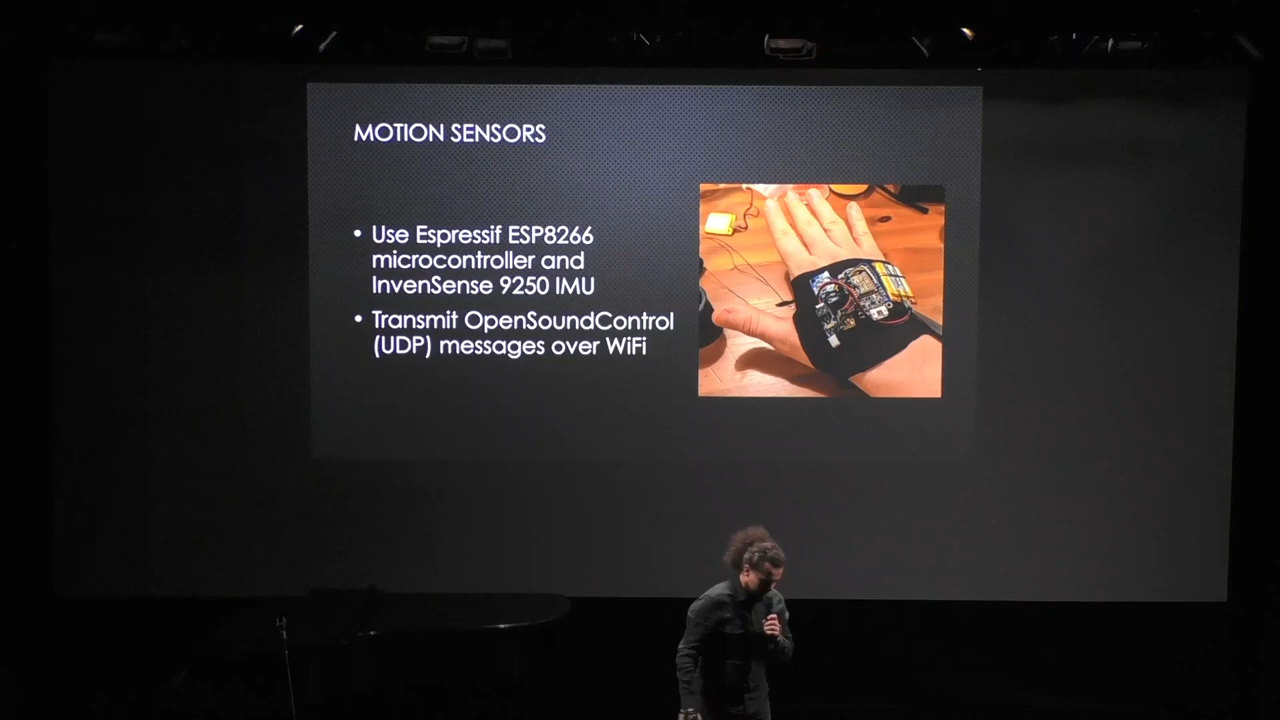 MOTION SENSORS
• Use Espressif ESP8266
microcontroller and
InvenSense 9250 IMU
• Transmit OpenSoundControl
(UDP) messages over WiFi